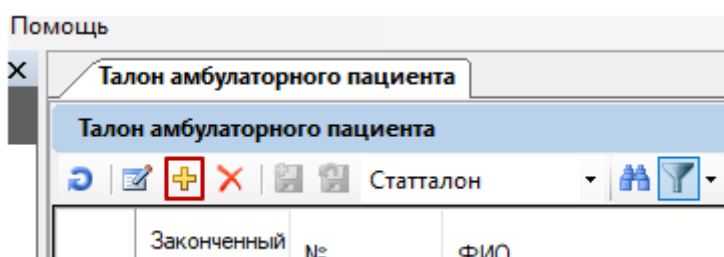 Помощь
Талон амбулаторного пациента
Талон амбулаторного пациента
Статталон
Законченный
№
ФИО